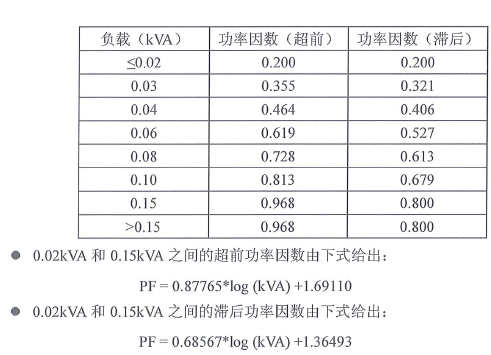 负载（kVA） 功率因数（超前） 功率因数（滞后）
≤0.02 0.200 0.200
0.03 0.355 0.321
0.04 0.464 0.406
0.06 0.619 0.527
0.08 0.728 0.613
0.10 0.813 0.679
0.15 0.968 0.800
>0.15 0.968 0.800
● 0.02kVA 和 0.15kVA 之间的超前功率因数由下式给出：
PF = 0.87765*log (kVA) +1.69110
● 0.02kVA 和 0.15kVA 之间的滞后功率因数由下式给出：
PF = 0.68567*log (kVA) +1.36493